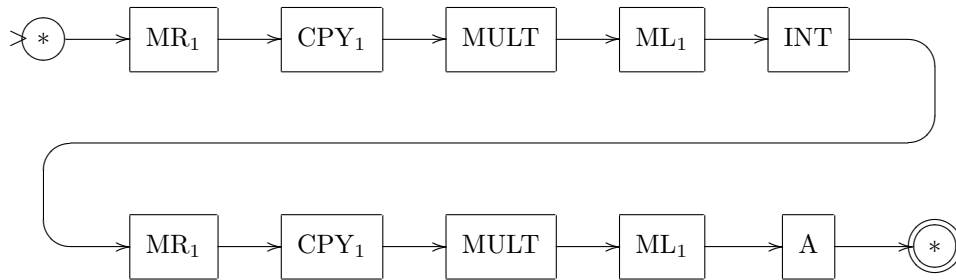 * MR₁ CPY₁ MULT ML₁ INT
MR₁ CPY₁ MULT ML₁ A *